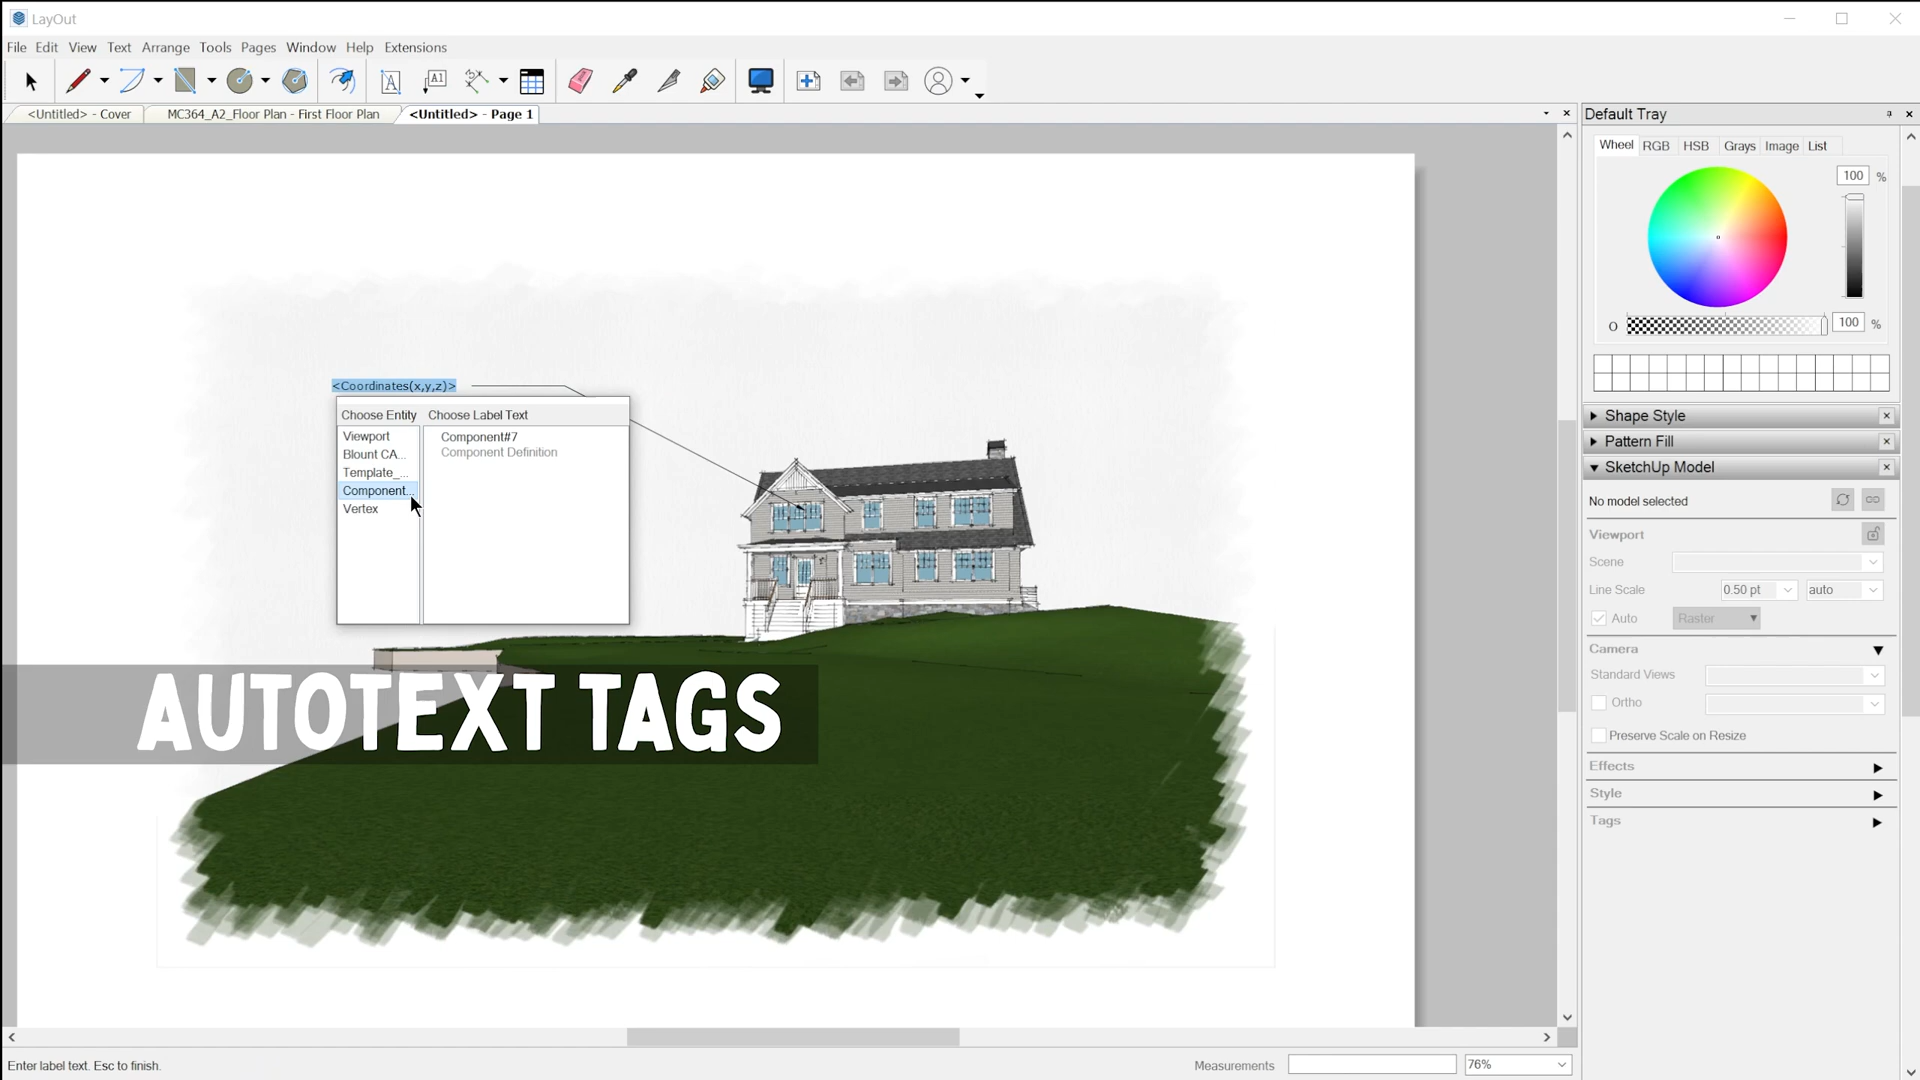 LayOut
File Edit View Text Arrange Tools Pages Window Help Extensions
A A1
<Untitled> - Cover MC364_A2_Floor Plan - First Floor Plan <Untitled> - Page 1
Default Tray
Wheel RGB HSB Grays Image List
100 %
O 100 %
<Coordinates(x,y,z)>
Choose Entity Choose Label Text
Viewport
Blount CA...
Template_...
Component...
Vertex
Component#7
Component Definition
AUTOTEXT TAGS
Shape Style
Pattern Fill
SketchUp Model
No model selected
Viewport
Scene
Line Scale 0.50 pt auto
Auto Raster
Camera
Standard Views
Ortho
Preserve Scale on Resize
Effects
Style
Tags
Enter label text. Esc to finish.
Measurements 76%